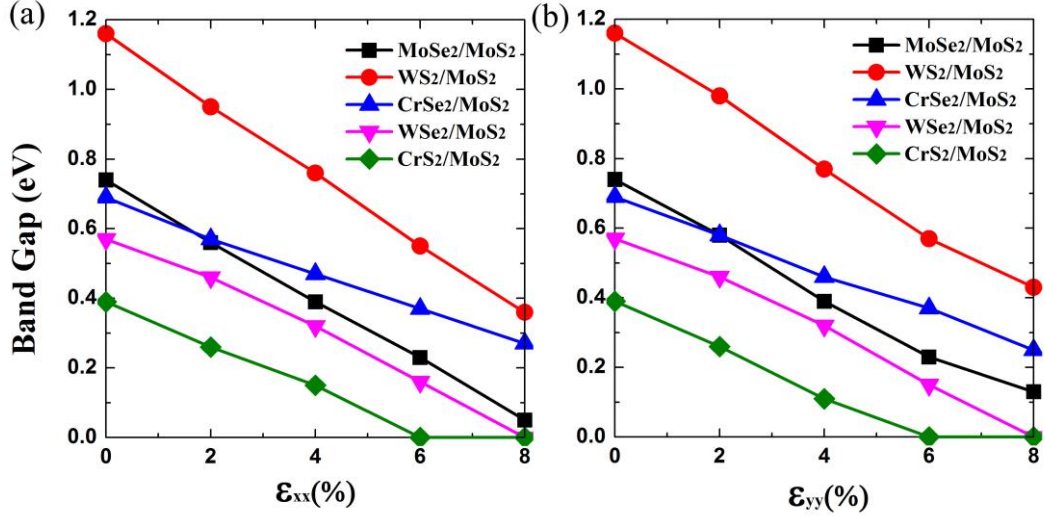 (a)
Band Gap (eV)
1.2
1.0
0.8
0.6
0.4
0.2
0.0
MoSe2/MoS2
WS2/MoS2
CrSe2/MoS2
WSe2/MoS2
CrS2/MoS2
0 2 4 6 8
εxx(%)
(b)
1.2
1.0
0.8
0.6
0.4
0.2
0.0
MoSe2/MoS2
WS2/MoS2
CrSe2/MoS2
WSe2/MoS2
CrS2/MoS2
0 2 4 6 8
εyy(%)